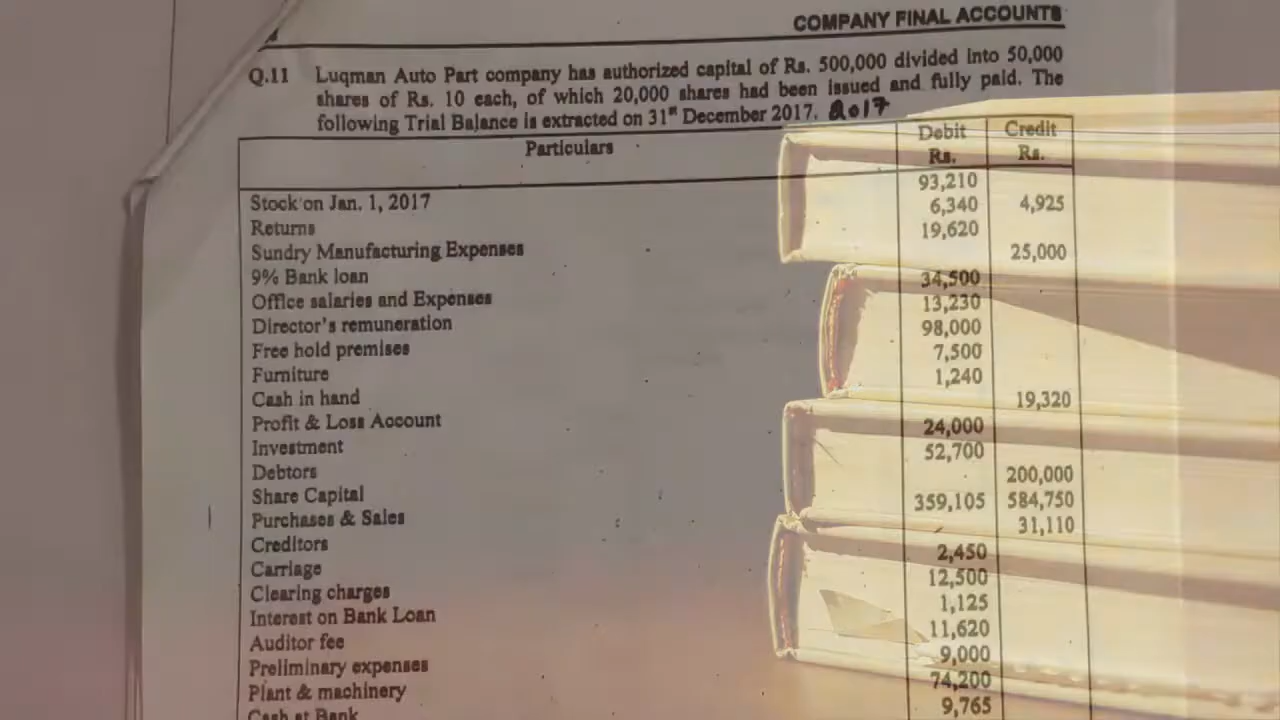 COMPANY FINAL ACCOUNTS
Q.11 Luqman Auto Part company has authorized capital of Rs. 500,000 divided into 50,000
shares of Rs. 10 each, of which 20,000 shares had been issued and fully paid. The
following Trial Balance is extracted on 31st December 2017. 2017
Particulars Debit Rs. Credit Rs.
Stock on Jan. 1, 2017 93,210
Returns 6,340 4,925
Sundry Manufacturing Expenses 19,620
9% Bank loan 25,000
Office salaries and Expenses 34,500
Director's remuneration 13,230
Free hold premises 98,000
Furniture 7,500
Cash in hand 1,240
Profit & Loss Account 19,320
Investment 24,000
Debtors 52,700
Share Capital 200,000
Purchases & Sales 359,105 584,750
Creditors 31,110
Carriage 2,450
Clearing charges 12,500
Interest on Bank Loan 1,125
Auditor fee 11,620
Preliminary expenses 9,000
Plant & machinery 74,200
Cash at Bank 9,765